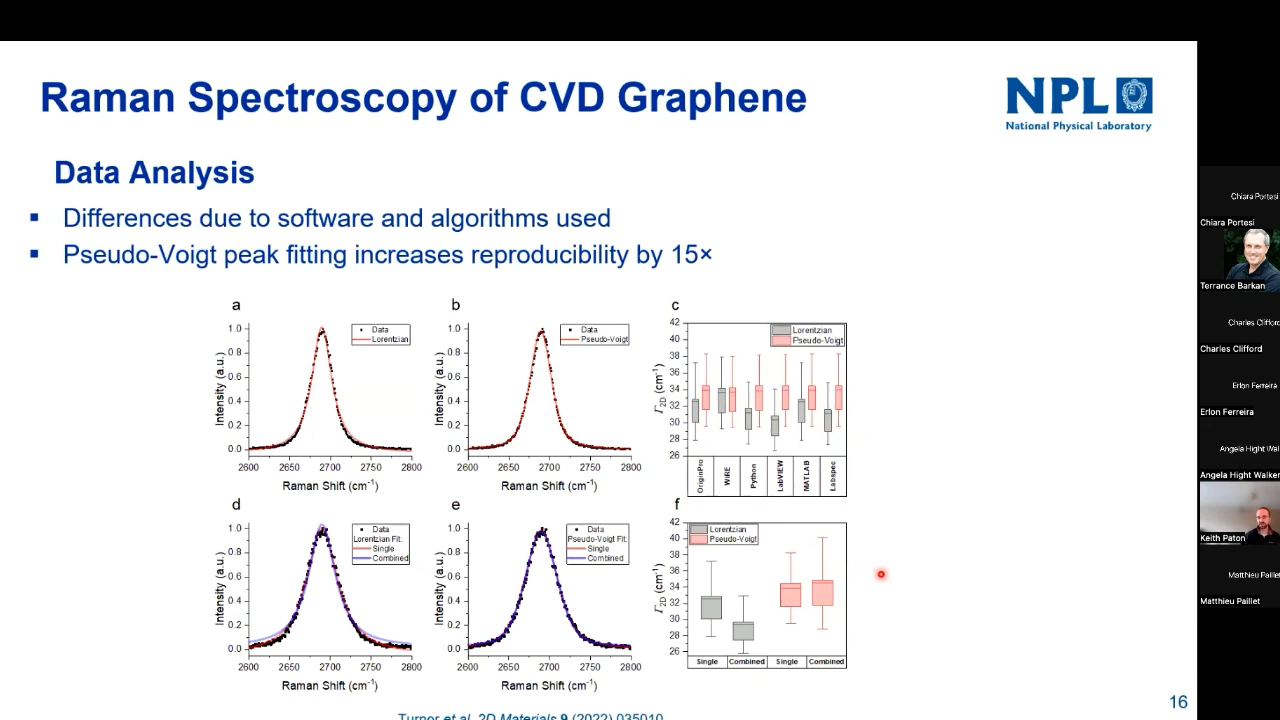 Raman Spectroscopy of CVD Graphene
NPL
National Physical Laboratory
Data Analysis
▪ Differences due to software and algorithms used
▪ Pseudo-Voigt peak fitting increases reproducibility by 15×
a
1.0
0.8
0.6
0.4
0.2
0.0
Intensity (a.u.)
Data
Lorentzian
2600 2650 2700 2750 2800
Raman Shift (cm⁻¹)
b
1.0
0.8
0.6
0.4
0.2
0.0
Intensity (a.u.)
Data
Pseudo-Voigt
2600 2650 2700 2750 2800
Raman Shift (cm⁻¹)
c
42
40
38
36
34
32
30
28
26
Γ2D (cm⁻¹)
Lorentzian
Pseudo-Voigt
OriginPro
WiRE
Python
LabVIEW
MATLAB
Labspec
d
1.0
0.8
0.6
0.4
0.2
0.0
Intensity (a.u.)
Data
Lorentzian Fit:
Single
Combined
2600 2650 2700 2750 2800
Raman Shift (cm⁻¹)
e
1.0
0.8
0.6
0.4
0.2
0.0
Intensity (a.u.)
Data
Pseudo-Voigt Fit:
Single
Combined
2600 2650 2700 2750 2800
Raman Shift (cm⁻¹)
f
42
40
38
36
34
32
30
28
26
Γ2D (cm⁻¹)
Lorentzian
Pseudo-Voigt
Single Combined Single Combined
Turner et al. 2D Materials 9 (2022) 035010
16
Chiara Portesi
Chiara Portesi
Terrance Barkan
Charles Clifford
Charles Clifford
Erlon Ferreira
Erlon Ferreira
Angela Hight Wal
Angela Hight Walker
Keith Paton
Matthieu Paillet
Matthieu Paillet